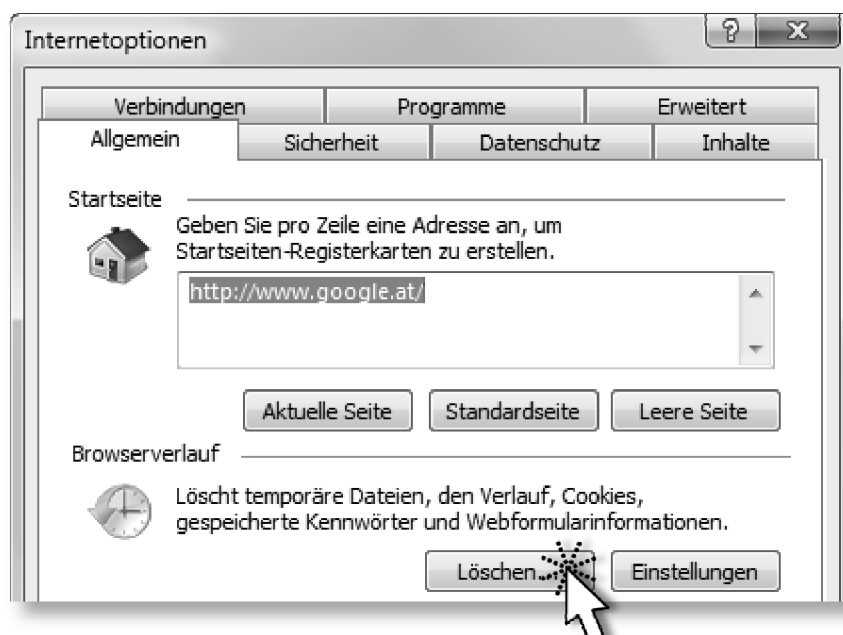 Internetoptionen
Verbindungen Programme Erweitert
Allgemein Sicherheit Datenschutz Inhalte
Startseite
Geben Sie pro Zeile eine Adresse an, um
Startseiten-Registerkarten zu erstellen.
http://www.google.at/
Aktuelle Seite Standardseite Leere Seite
Browserverlauf
Löscht temporäre Dateien, den Verlauf, Cookies,
gespeicherte Kennwörter und Webformularinformationen.
Löschen... Einstellungen